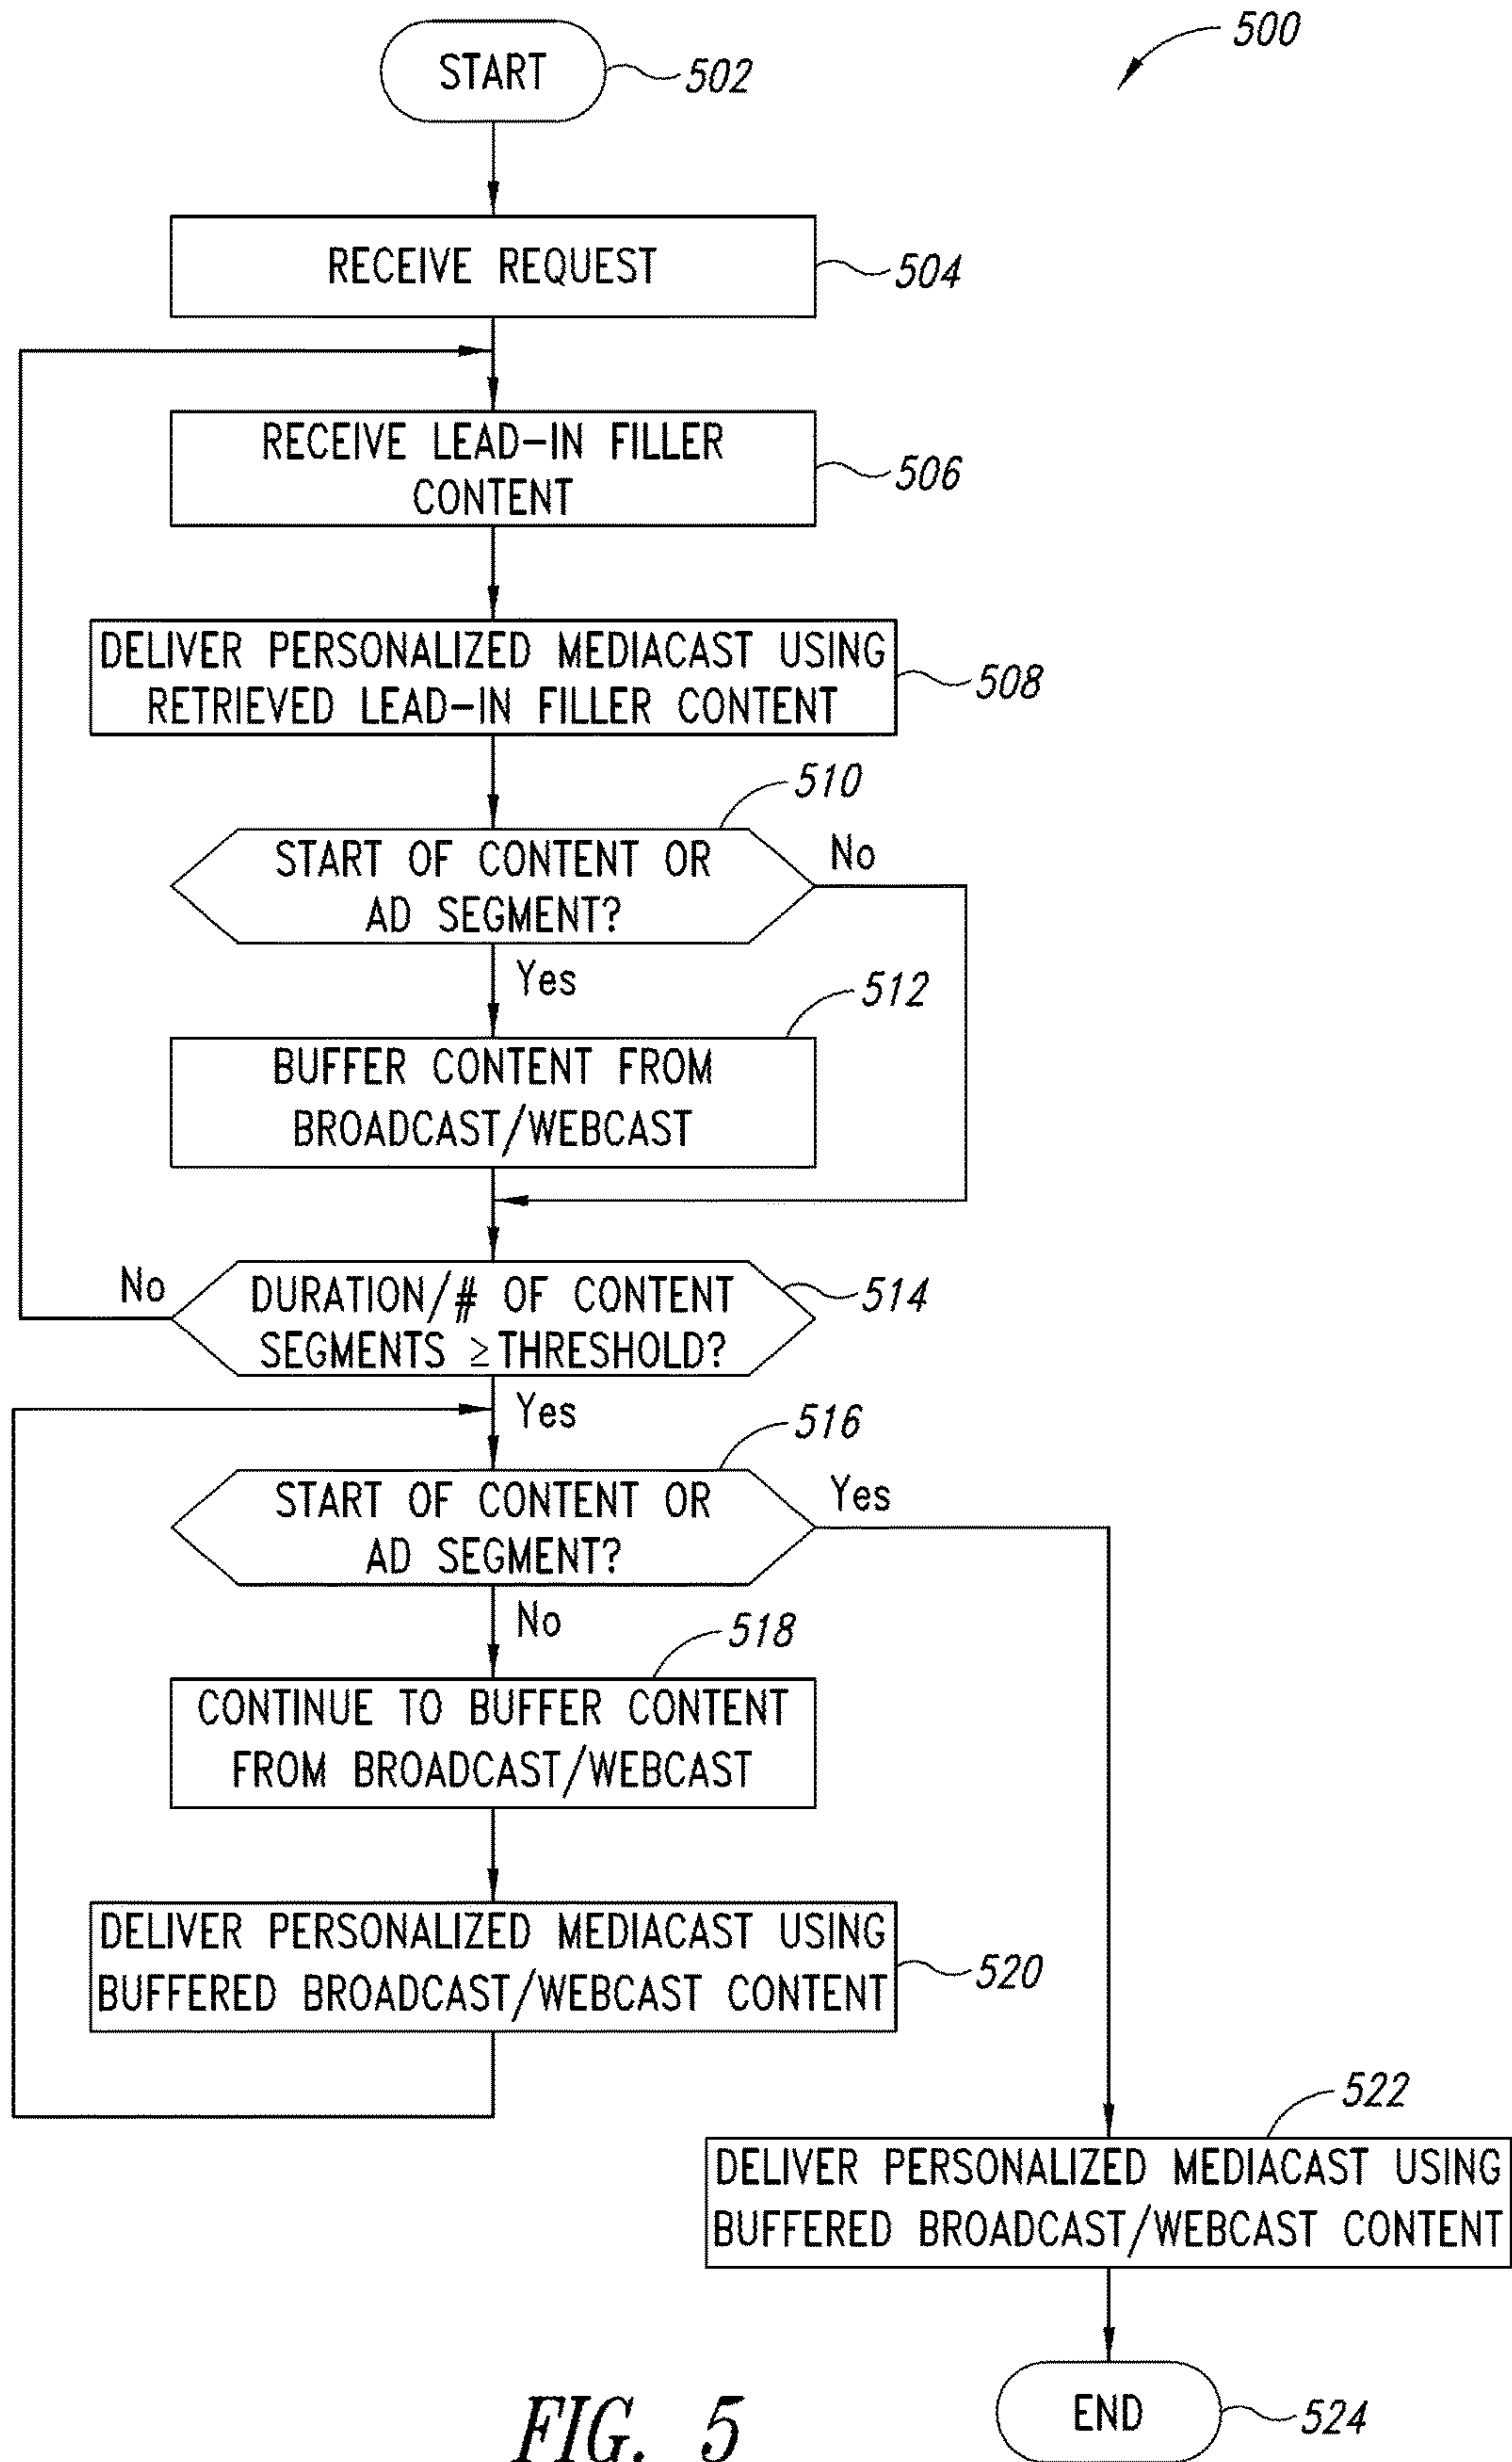 500
START
502
RECEIVE REQUEST
504
RECEIVE LEAD-IN FILLER
CONTENT
506
DELIVER PERSONALIZED MEDIACAST USING
RETRIEVED LEAD-IN FILLER CONTENT
508
510
START OF CONTENT OR
AD SEGMENT?
No
Yes
512
BUFFER CONTENT FROM
BROADCAST/WEBCAST
No
DURATION/# OF CONTENT
SEGMENTS ≥ THRESHOLD?
514
Yes
516
START OF CONTENT OR
AD SEGMENT?
Yes
No
518
CONTINUE TO BUFFER CONTENT
FROM BROADCAST/WEBCAST
DELIVER PERSONALIZED MEDIACAST USING
BUFFERED BROADCAST/WEBCAST CONTENT
520
522
DELIVER PERSONALIZED MEDIACAST USING
BUFFERED BROADCAST/WEBCAST CONTENT
END
524
FIG. 5